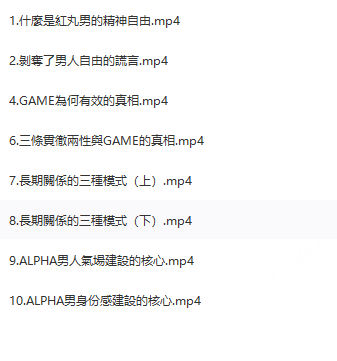 1.什麼是紅丸男的精神自由.mp4
2.剝奪了男人自由的謊言.mp4
4.GAME為何有效的真相.mp4
6.三條貫徹兩性與GAME的真相.mp4
7.長期關係的三種模式（上）.mp4
8.長期關係的三種模式（下）.mp4
9.ALPHA男人氣場建設的核心.mp4
10.ALPHA男身份感建設的核心.mp4